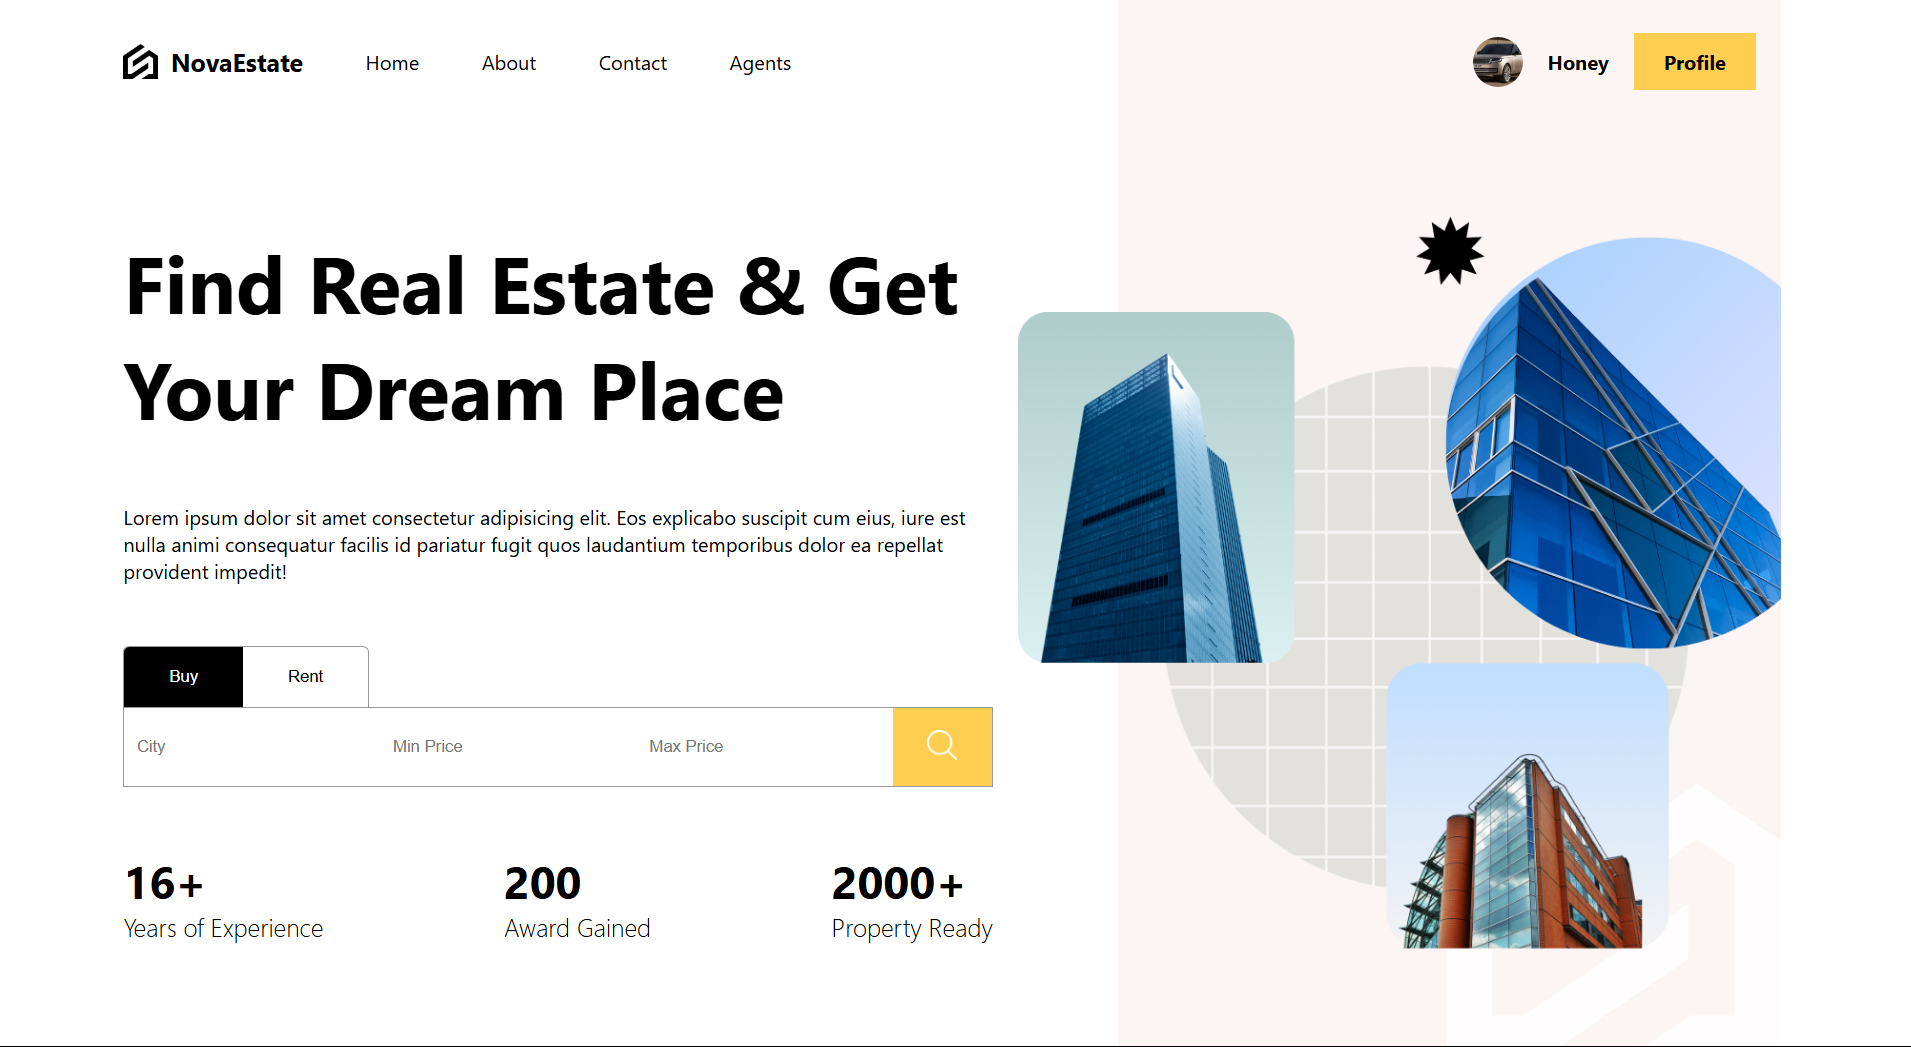 NovaEstate
Home
About
Contact
Agents
Honey
Profile
Find Real Estate & Get
Your Dream Place
Lorem ipsum dolor sit amet consectetur adipisicing elit. Eos explicabo suscipit cum eius, iure est
nulla animi consequatur facilis id pariatur fugit quos laudantium temporibus dolor ea repellat
provident impedit!
Buy
Rent
City
Min Price
Max Price
16+
Years of Experience
200
Award Gained
2000+
Property Ready